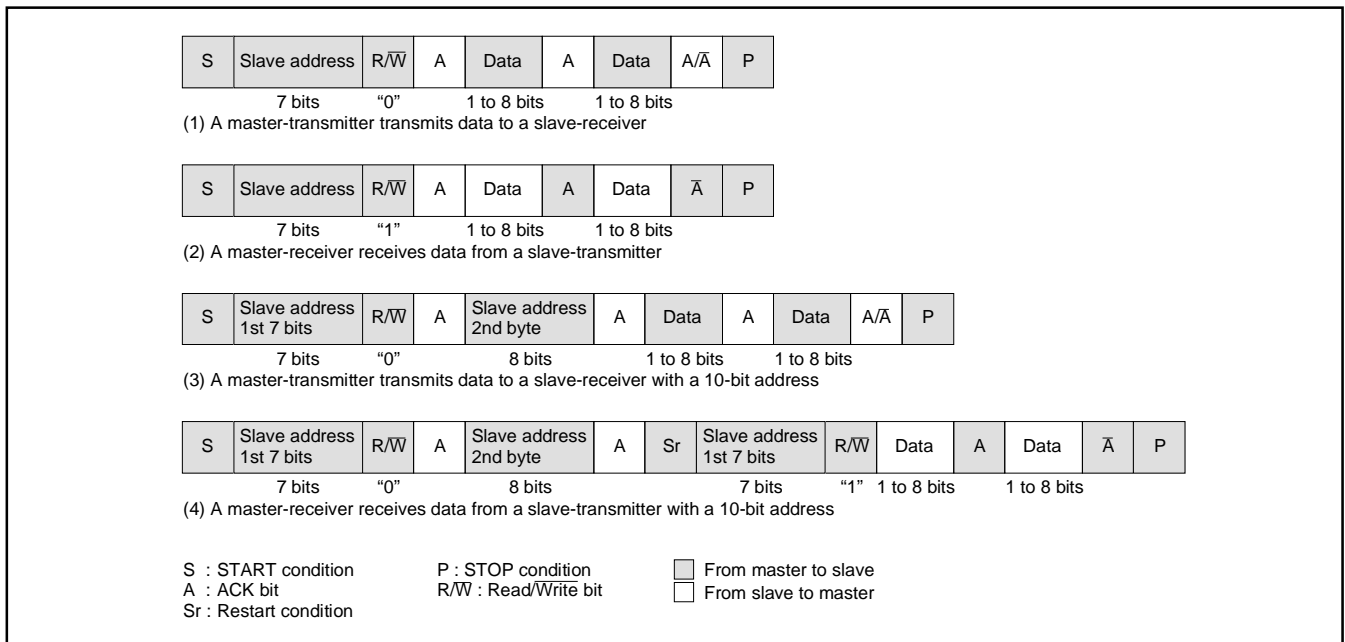 S Slave address R/W̅ A Data A Data A/A̅ P
7 bits “0” 1 to 8 bits 1 to 8 bits
(1) A master-transmitter transmits data to a slave-receiver
S Slave address R/W̅ A Data A Data A̅ P
7 bits “1” 1 to 8 bits 1 to 8 bits
(2) A master-receiver receives data from a slave-transmitter
S Slave address 1st 7 bits R/W̅ A Slave address 2nd byte A Data A Data A/A̅ P
7 bits “0” 8 bits 1 to 8 bits 1 to 8 bits
(3) A master-transmitter transmits data to a slave-receiver with a 10-bit address
S Slave address 1st 7 bits R/W̅ A Slave address 2nd byte A Sr Slave address 1st 7 bits R/W̅ Data A Data A̅ P
7 bits “0” 8 bits 7 bits “1” 1 to 8 bits 1 to 8 bits
(4) A master-receiver receives data from a slave-transmitter with a 10-bit address
S : START condition P : STOP condition From master to slave
A : ACK bit R/W̅ : Read/W̅r̅i̅t̅e̅ bit From slave to master
Sr : Restart condition